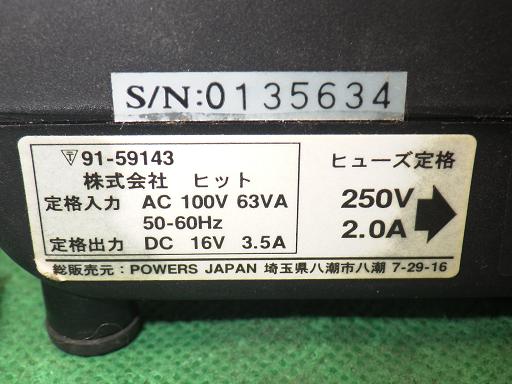 S/N:0135634
〒91-59143
株式会社 ヒット
定格入力 AC 100V 63VA
50-60Hz
定格出力 DC 16V 3.5A
ヒューズ定格
250V
2.0A
総販売元：POWERS JAPAN 埼玉県八潮市八潮 7-29-16